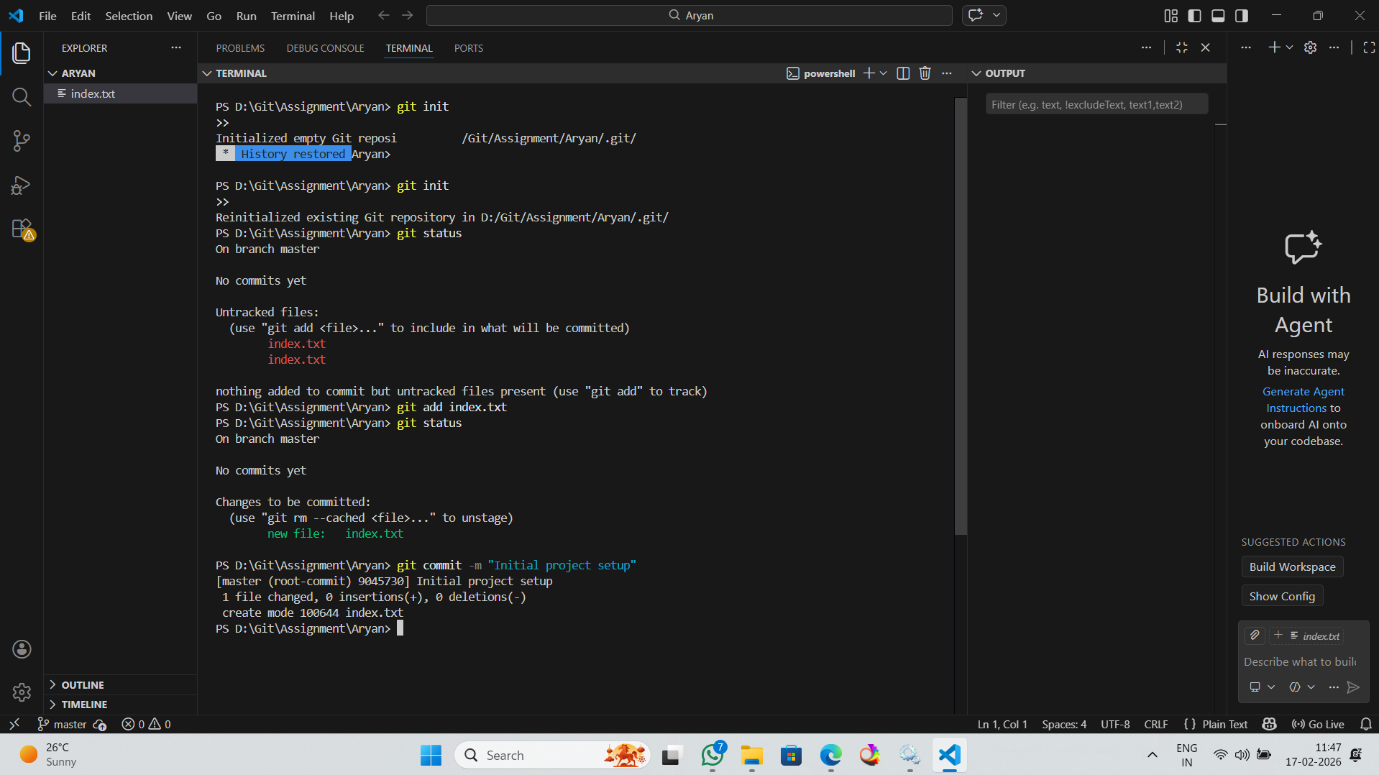 File Edit Selection View Go Run Terminal Help
Aryan
EXPLORER
ARYAN
index.txt
OUTLINE
TIMELINE
PROBLEMS DEBUG CONSOLE TERMINAL PORTS
TERMINAL
powershell
PS D:\Git\Assignment\Aryan> git init
>>
Initialized empty Git reposi /Git/Assignment/Aryan/.git/
* History restored Aryan>
PS D:\Git\Assignment\Aryan> git init
>>
Reinitialized existing Git repository in D:/Git/Assignment/Aryan/.git/
PS D:\Git\Assignment\Aryan> git status
On branch master
No commits yet
Untracked files:
(use "git add <file>..." to include in what will be committed)
index.txt
index.txt
nothing added to commit but untracked files present (use "git add" to track)
PS D:\Git\Assignment\Aryan> git add index.txt
PS D:\Git\Assignment\Aryan> git status
On branch master
No commits yet
Changes to be committed:
(use "git rm --cached <file>..." to unstage)
new file: index.txt
PS D:\Git\Assignment\Aryan> git commit -m "Initial project setup"
[master (root-commit) 9045730] Initial project setup
1 file changed, 0 insertions(+), 0 deletions(-)
create mode 100644 index.txt
PS D:\Git\Assignment\Aryan>
OUTPUT
Filter (e.g. text, !excludeText, text1,text2)
Build with
Agent
AI responses may
be inaccurate.
Generate Agent
Instructions to
onboard AI onto
your codebase.
SUGGESTED ACTIONS
Build Workspace
Show Config
index.txt
Describe what to build
master
0 0
Ln 1, Col 1 Spaces: 4 UTF-8 CRLF {} Plain Text Go Live
26°C
Sunny
Search
7
ENG
IN
11:47
17-02-2026